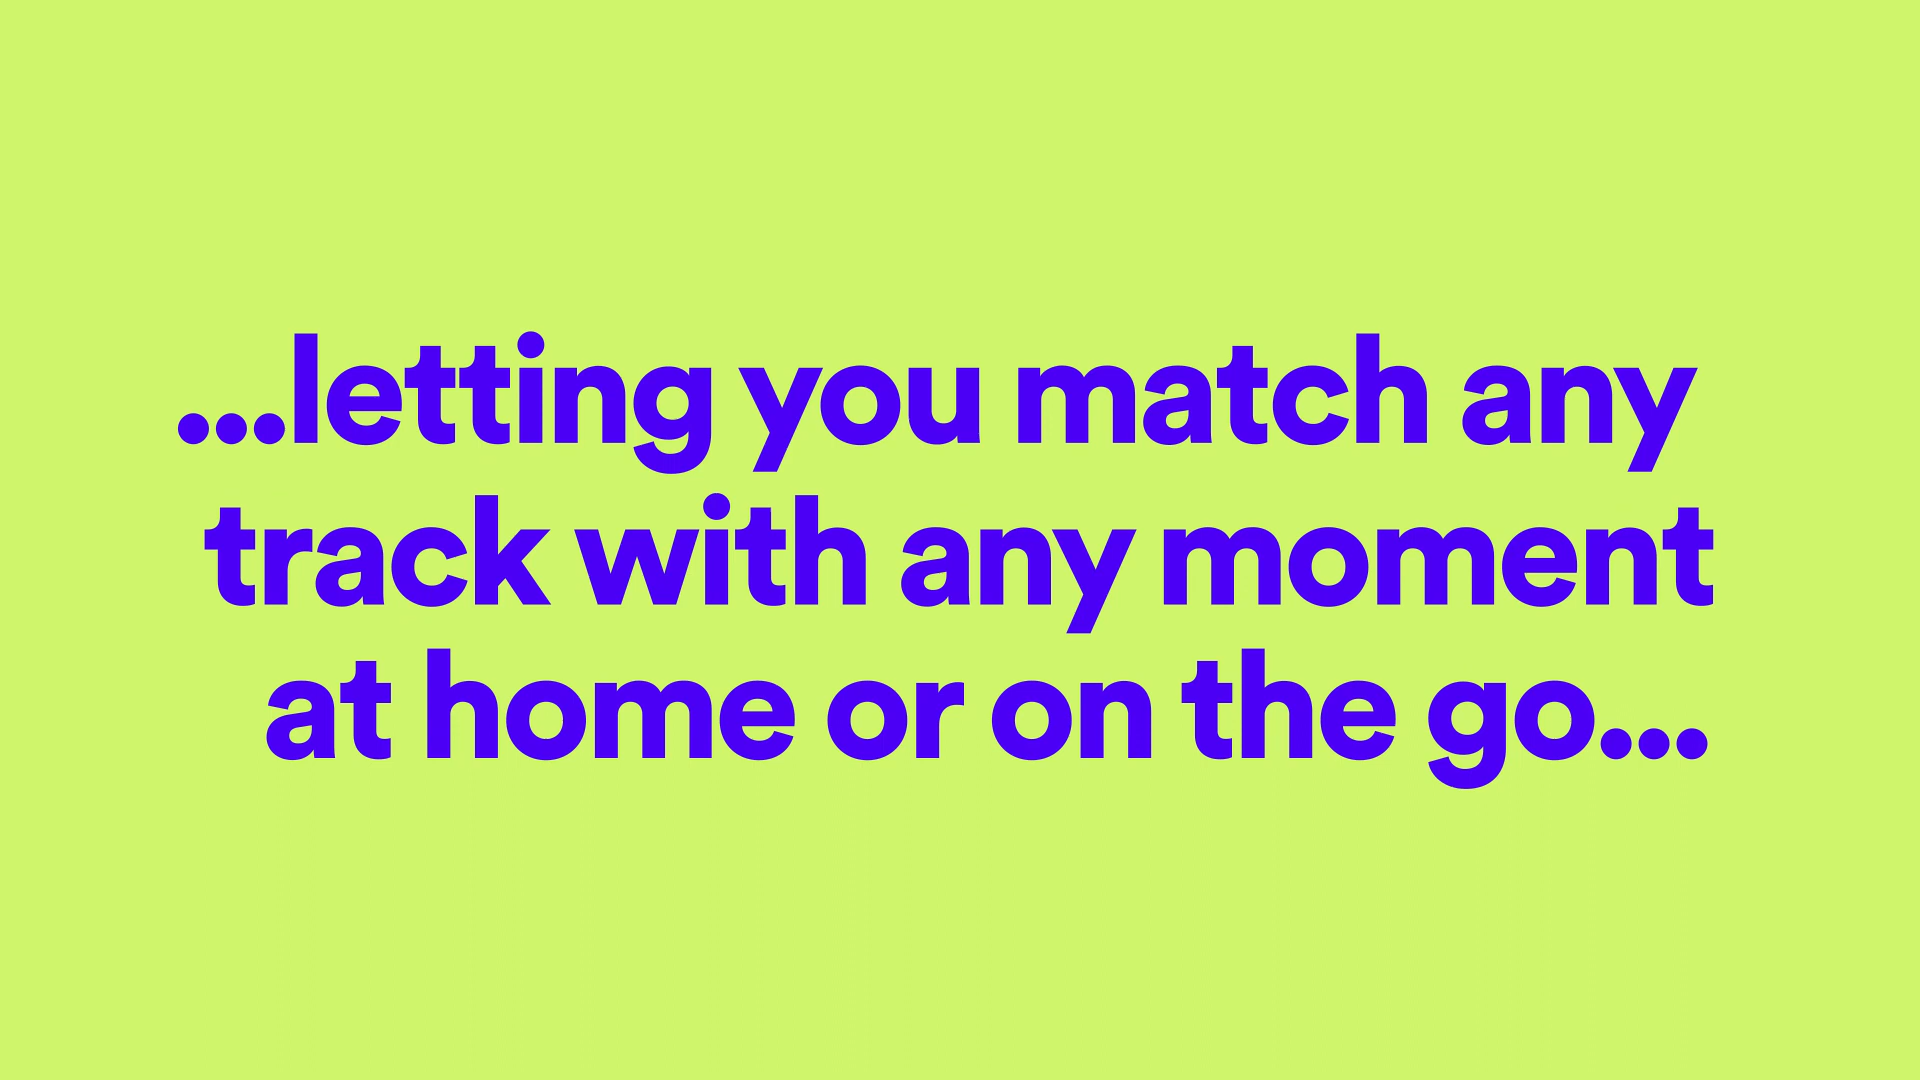 ...letting you match any
track with any moment
at home or on the go...